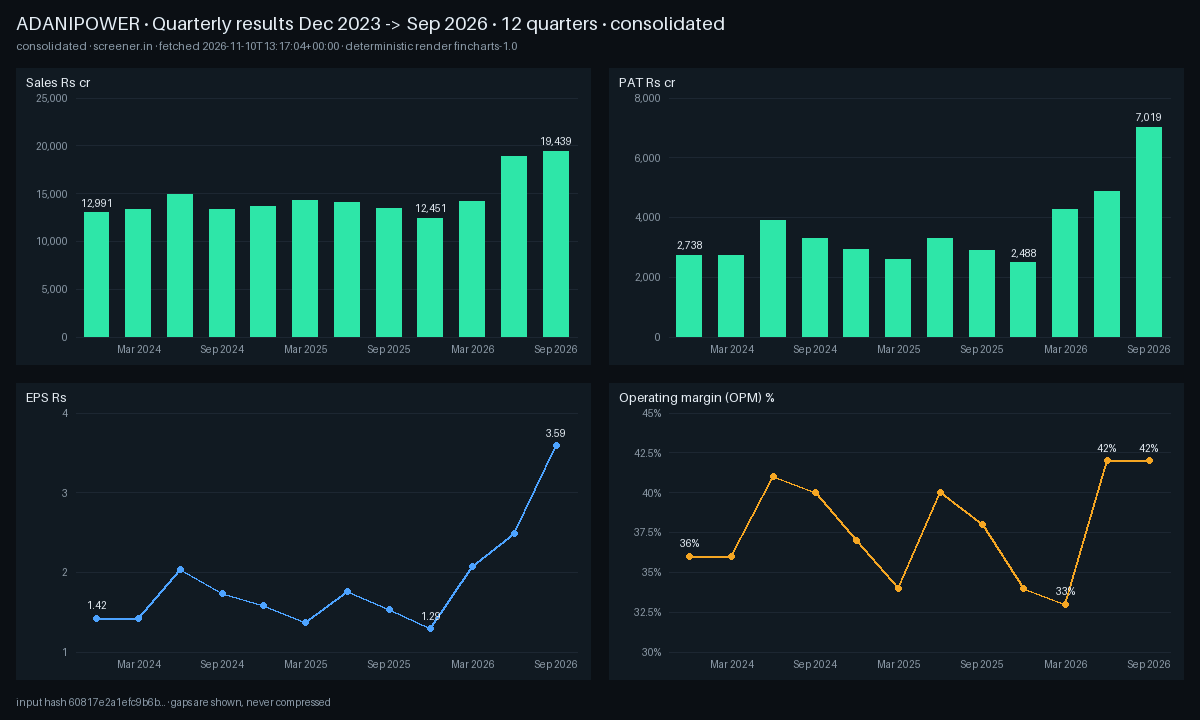 ADANIPOWER · Quarterly results Dec 2023 -> Sep 2026 · 12 quarters · consolidated
consolidated · screener.in · fetched 2026-11-10T13:17:04+00:00 · deterministic render fincharts-1.0
Sales Rs cr
25,000
20,000
15,000
10,000
5,000
0
12,991
12,451
19,439
Mar 2024
Sep 2024
Mar 2025
Sep 2025
Mar 2026
Sep 2026
PAT Rs cr
8,000
6,000
4,000
2,000
0
2,738
2,488
7,019
Mar 2024
Sep 2024
Mar 2025
Sep 2025
Mar 2026
Sep 2026
EPS Rs
4
3
2
1
1.42
1.29
3.59
Mar 2024
Sep 2024
Mar 2025
Sep 2025
Mar 2026
Sep 2026
Operating margin (OPM) %
45%
42.5%
40%
37.5%
35%
32.5%
30%
36%
33%
42%
42%
Mar 2024
Sep 2024
Mar 2025
Sep 2025
Mar 2026
Sep 2026
input hash 60817e2a1efc9b6b… · gaps are shown, never compressed